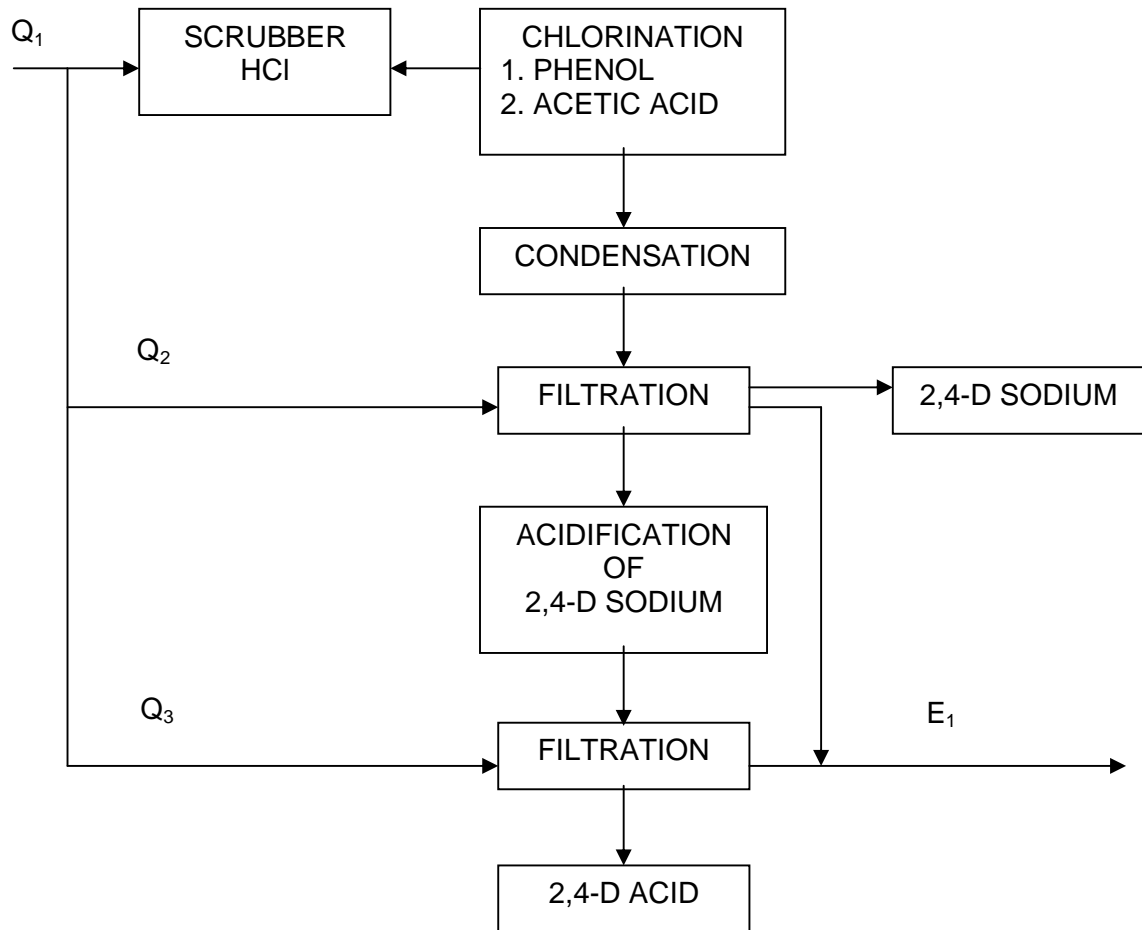 Q₁
SCRUBBER
HCl
CHLORINATION
1. PHENOL
2. ACETIC ACID
CONDENSATION
Q₂
FILTRATION
2,4-D SODIUM
ACIDIFICATION
OF
2,4-D SODIUM
Q₃
FILTRATION
E₁
2,4-D ACID